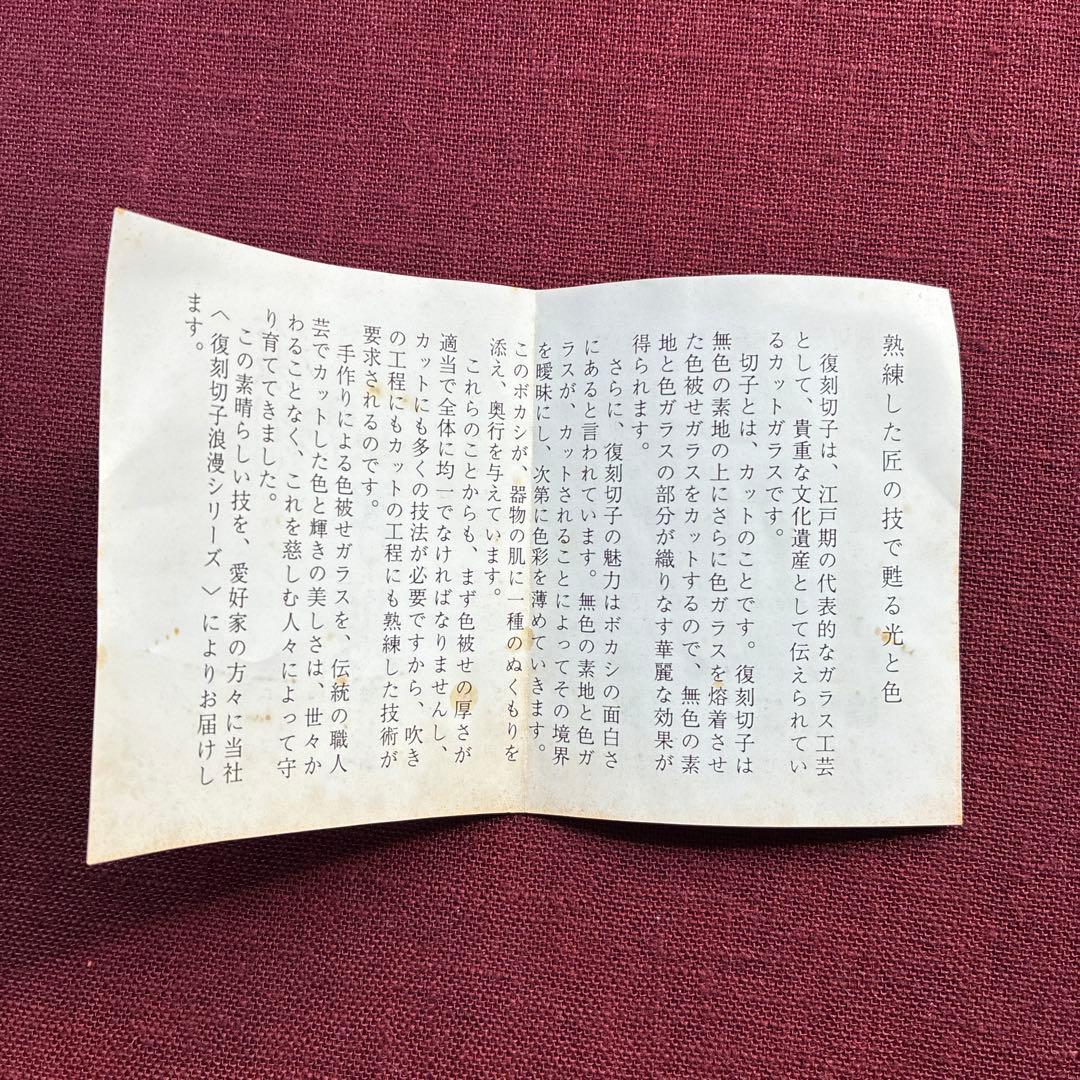 熟練した匠の技で甦る光と色
復刻切子は、江戸期の代表的なガラス工芸
として、貴重な文化遺産として伝えられてい
るカットガラスです。
切子とは、カットのことです。復刻切子は
無色の素地の上にさらに色ガラスを熔着させ
た色被せガラスをカットするので、無色の素
地と色ガラスの部分が織りなす華麗な効果が
得られます。
さらに、復刻切子の魅力はボカシの面白さ
にあると言われています。無色の素地と色ガ
ラスが、カットされることによってその境界
を曖昧にし、次第に色彩を薄めていきます。
このボカシが、器物の肌に一種のぬくもりを
添え、奥行を与えています。
これらのことからも、まず色被せの厚さが
適当で全体に均一でなければなりませんし、
カットにも多くの技法が必要ですから、吹き
の工程にもカットの工程にも熟練した技術が
要求されるのです。
手作りによる色被せガラスを、伝統の職人
芸でカットした色と輝きの美しさは、世々か
わることなく、これを慈しむ人々によって守
り育ててきました。
この素晴らしい技を、愛好家の方々に当社
〈復刻切子浪漫シリーズ〉によりお届けし
ます。